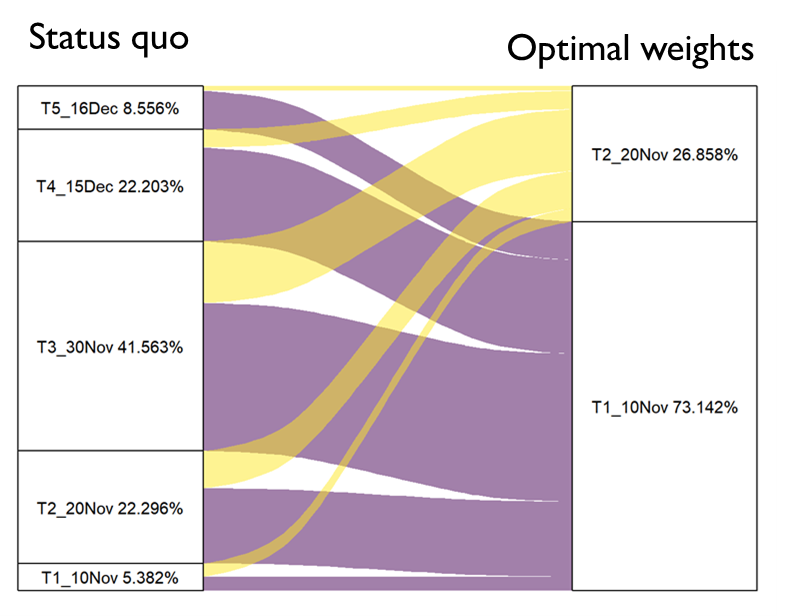 Status quo
Optimal weights
T5_16Dec 8.556%
T4_15Dec 22.203%
T3_30Nov 41.563%
T2_20Nov 22.296%
T1_10Nov 5.382%
T2_20Nov 26.858%
T1_10Nov 73.142%